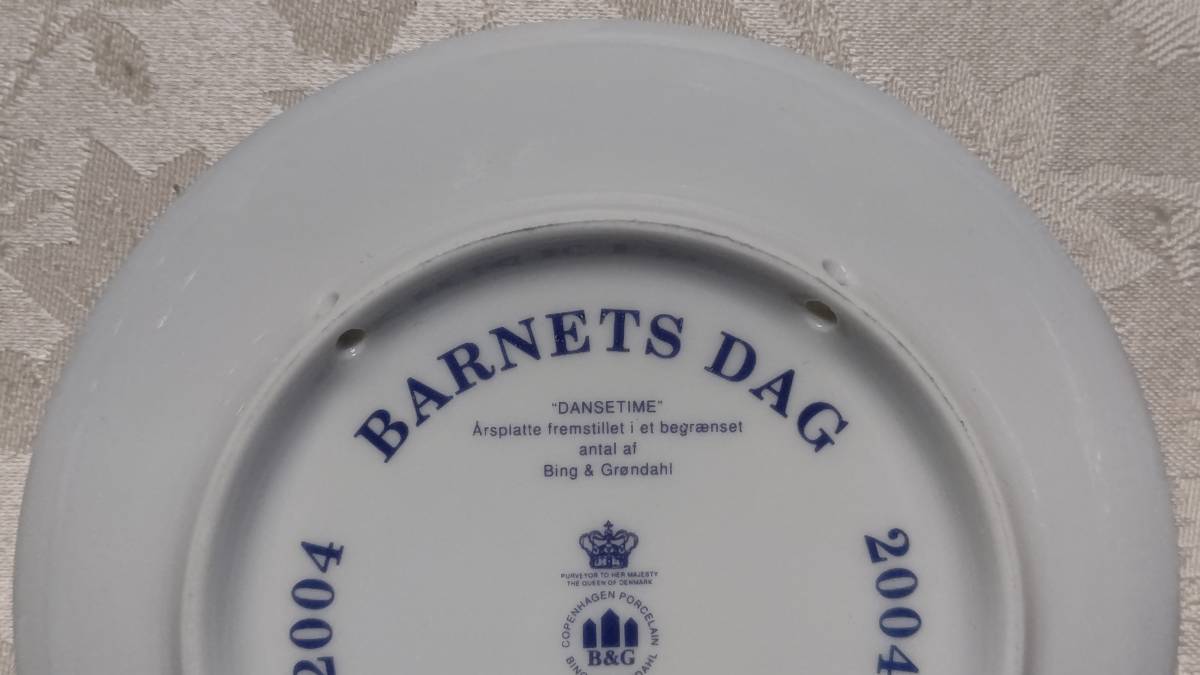 BARNETS DAG
"DANSETIME"
Årsplatte fremstillet i et begrænset
antal af
Bing & Grøndahl
2004
2004
PURVEYOR TO HER MAJESTY
THE QUEEN OF DENMARK
COPENHAGEN PORCELAIN
B&G